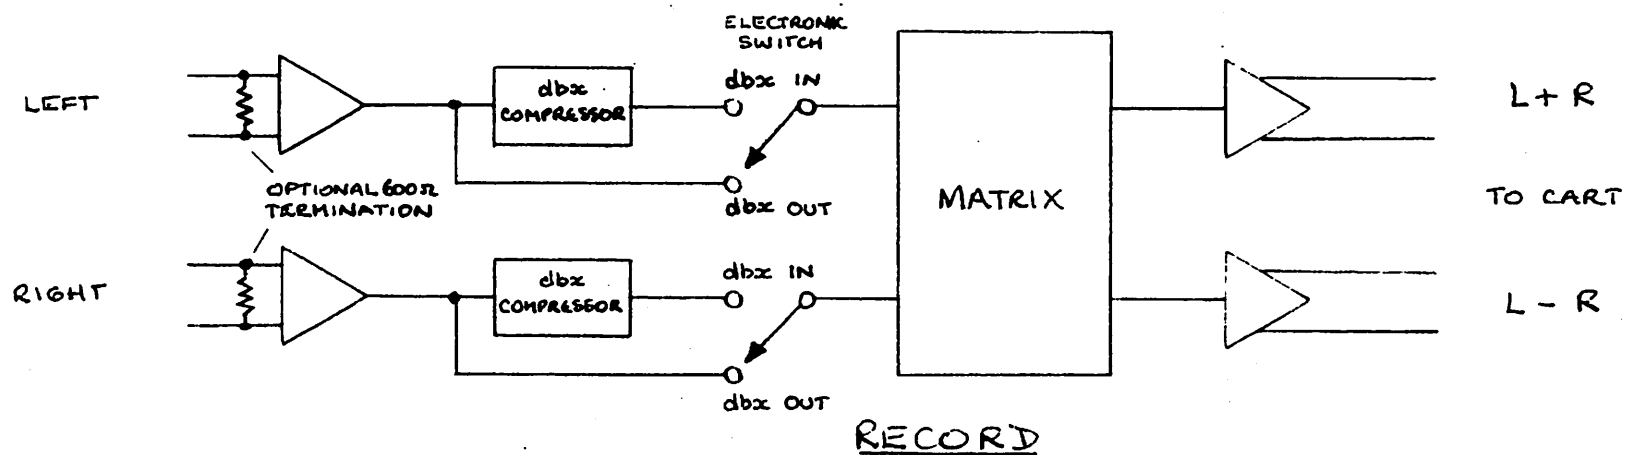 ELECTRONIC
SWITCH
LEFT
dbx
COMPRESSOR
dbx IN
dbx OUT
OPTIONAL 600Ω
TERMINATION
RIGHT
dbx
COMPRESSOR
dbx IN
dbx OUT
MATRIX
L + R
TO CART
L - R
RECORD